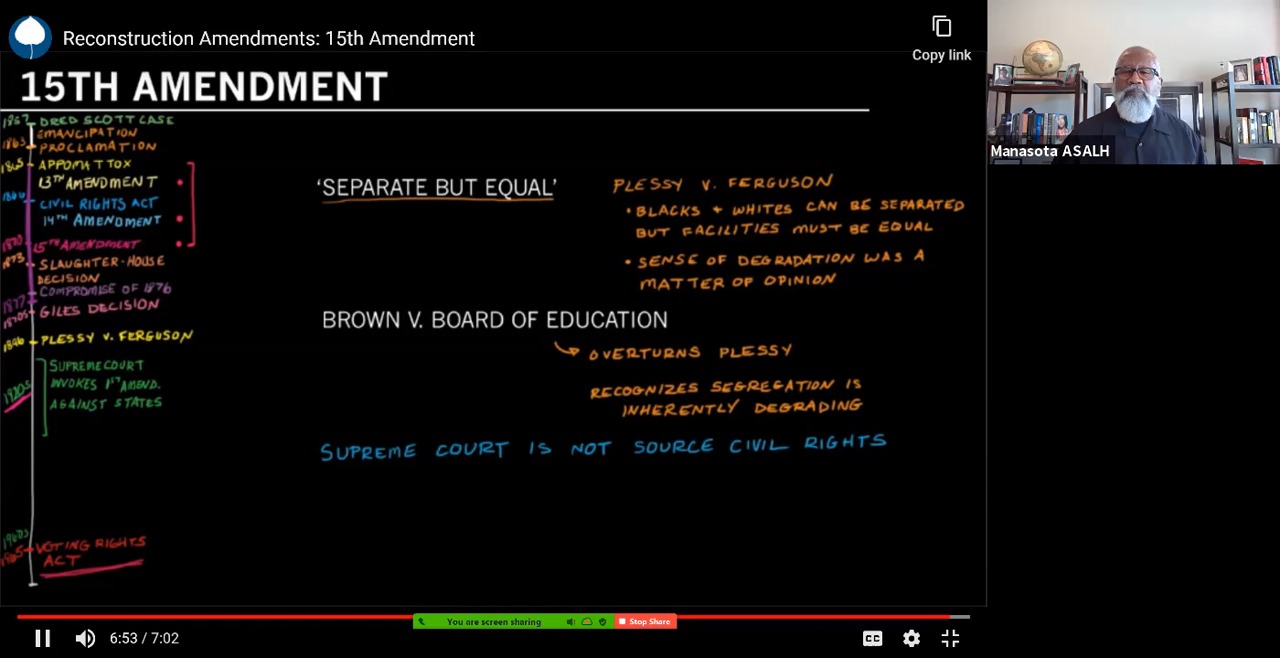 Reconstruction Amendments: 15th Amendment
Copy link
15TH AMENDMENT
1857 DRED SCOTT CASE
1863 EMANCIPATION
PROCLAMATION
1865 APPOMATTOX
13TH AMENDMENT
1866 CIVIL RIGHTS ACT
14TH AMENDMENT
1870 15TH AMENDMENT
1873 SLAUGHTER-HOUSE
DECISION
COMPROMISE OF 1876
1877
GILES DECISION
1896 PLESSY V. FERGUSON
SUPREME COURT
INVOKES 1ST AMEND.
1920s
AGAINST STATES
1960s
1965 VOTING RIGHTS
ACT
'SEPARATE BUT EQUAL'
PLESSY V. FERGUSON
• BLACKS + WHITES CAN BE SEPARATED
BUT FACILITIES MUST BE EQUAL
• SENSE OF DEGRADATION WAS A
MATTER OF OPINION
BROWN V. BOARD OF EDUCATION
OVERTURNS PLESSY
RECOGNIZES SEGREGATION IS
INHERENTLY DEGRADING
SUPREME COURT IS NOT SOURCE CIVIL RIGHTS
Manasota ASALH
You are screen sharing
Stop Share
6:53 / 7:02
CC